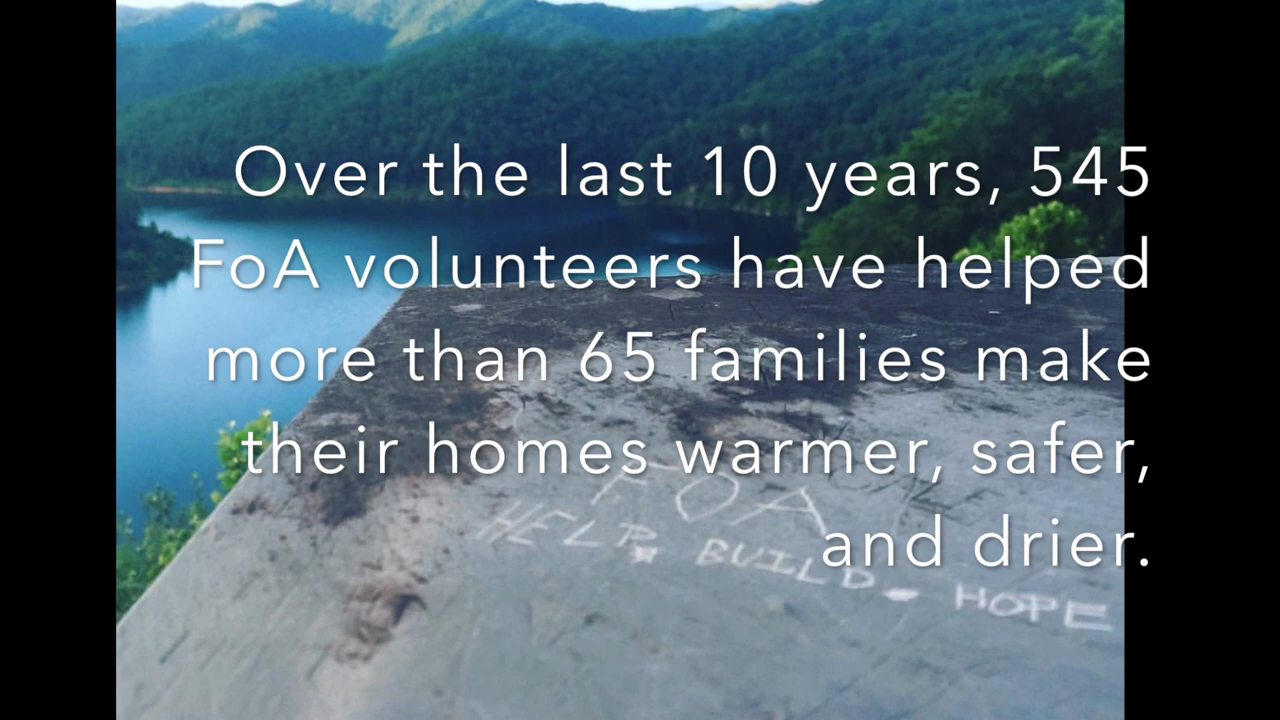 Over the last 10 years, 545
FoA volunteers have helped
more than 65 families make
their homes warmer, safer,
and drier.
FOA
HELP. BUILD. HOPE